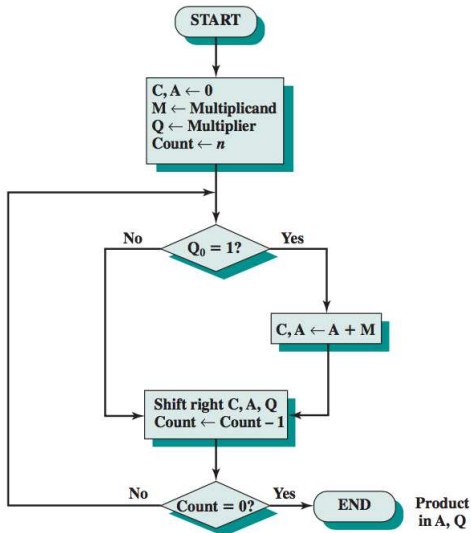 START
C, A ← 0
M ← Multiplicand
Q ← Multiplier
Count ← n
No
Q₀ = 1?
Yes
C, A ← A + M
Shift right C, A, Q
Count ← Count – 1
No
Count = 0?
Yes
END
Product
in A, Q